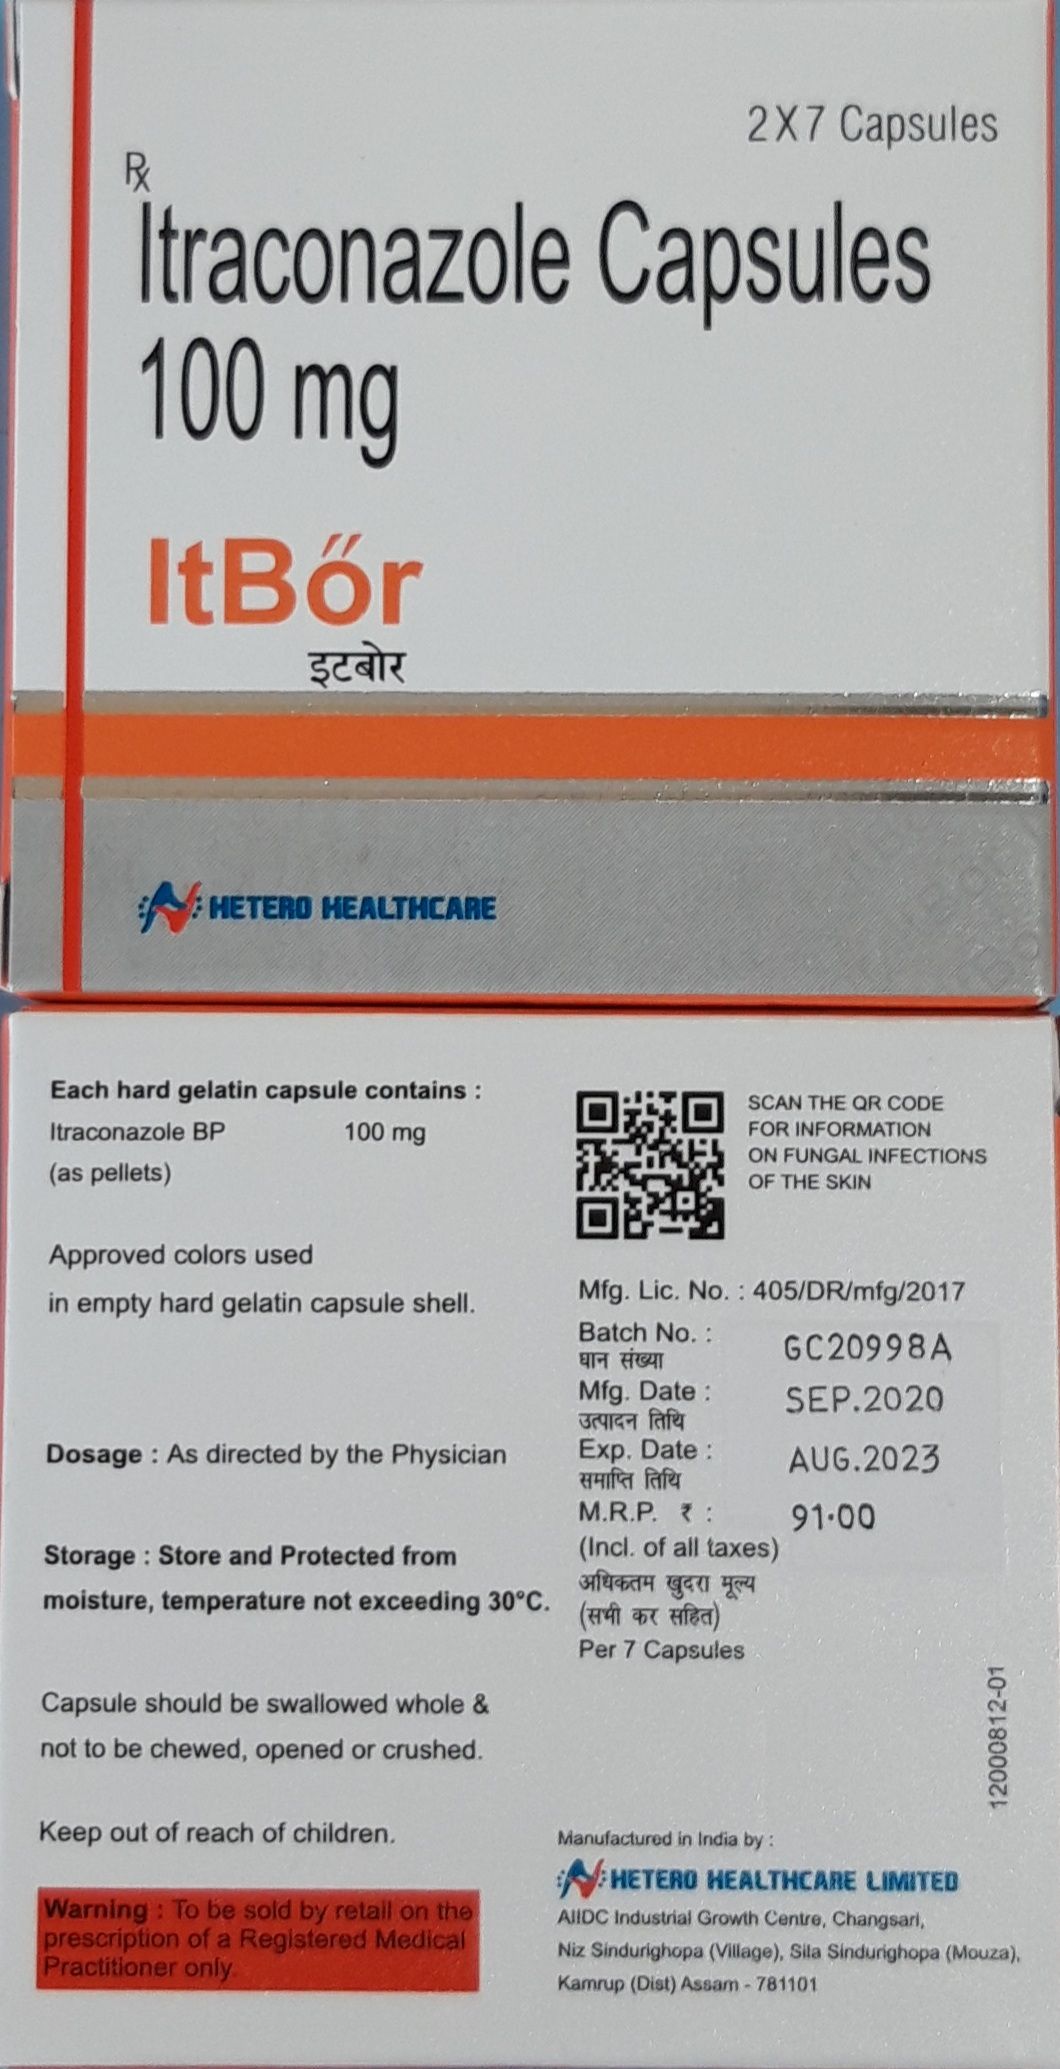 2X7 Capsules
Rx
Itraconazole Capsules
100 mg
ItBőr
इटबोर
HETERO HEALTHCARE
Each hard gelatin capsule contains :
Itraconazole BP 100 mg
(as pellets)
Approved colors used
in empty hard gelatin capsule shell.
Dosage : As directed by the Physician
Storage : Store and Protected from
moisture, temperature not exceeding 30°C.
Capsule should be swallowed whole &
not to be chewed, opened or crushed.
Keep out of reach of children.
Warning : To be sold by retail on the
prescription of a Registered Medical
Practitioner only.
SCAN THE QR CODE
FOR INFORMATION
ON FUNGAL INFECTIONS
OF THE SKIN
Mfg. Lic. No. : 405/DR/mfg/2017
Batch No. : GC20998A
घान संख्या
Mfg. Date : SEP.2020
उत्पादन तिथि
Exp. Date : AUG.2023
समाप्ति तिथि
M.R.P. ₹ : 91.00
(Incl. of all taxes)
अधिकतम खुदरा मूल्य
(सभी कर सहित)
Per 7 Capsules
12000812-01
Manufactured in India by :
HETERO HEALTHCARE LIMITED
AIIDC Industrial Growth Centre, Changsari,
Niz Sindurighopa (Village), Sila Sindurighopa (Mouza),
Kamrup (Dist) Assam - 781101